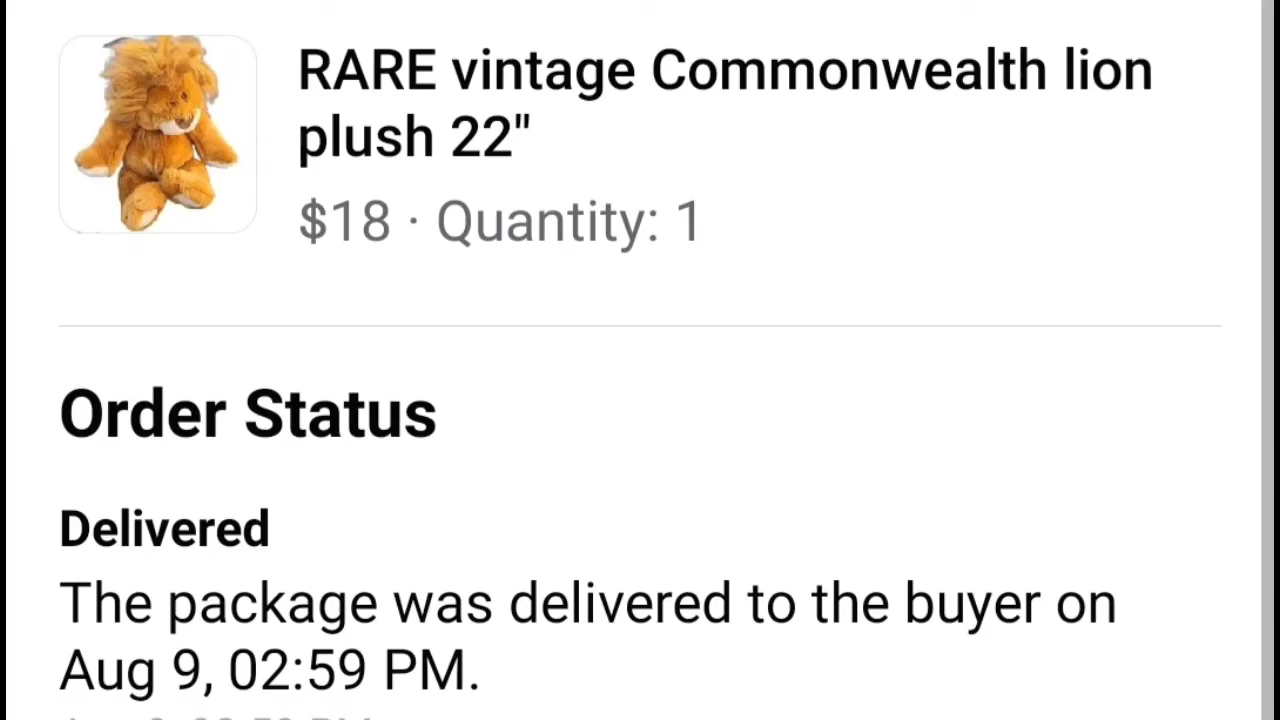 RARE vintage Commonwealth lion
plush 22"
$18 · Quantity: 1
Order Status
Delivered
The package was delivered to the buyer on
Aug 9, 02:59 PM.